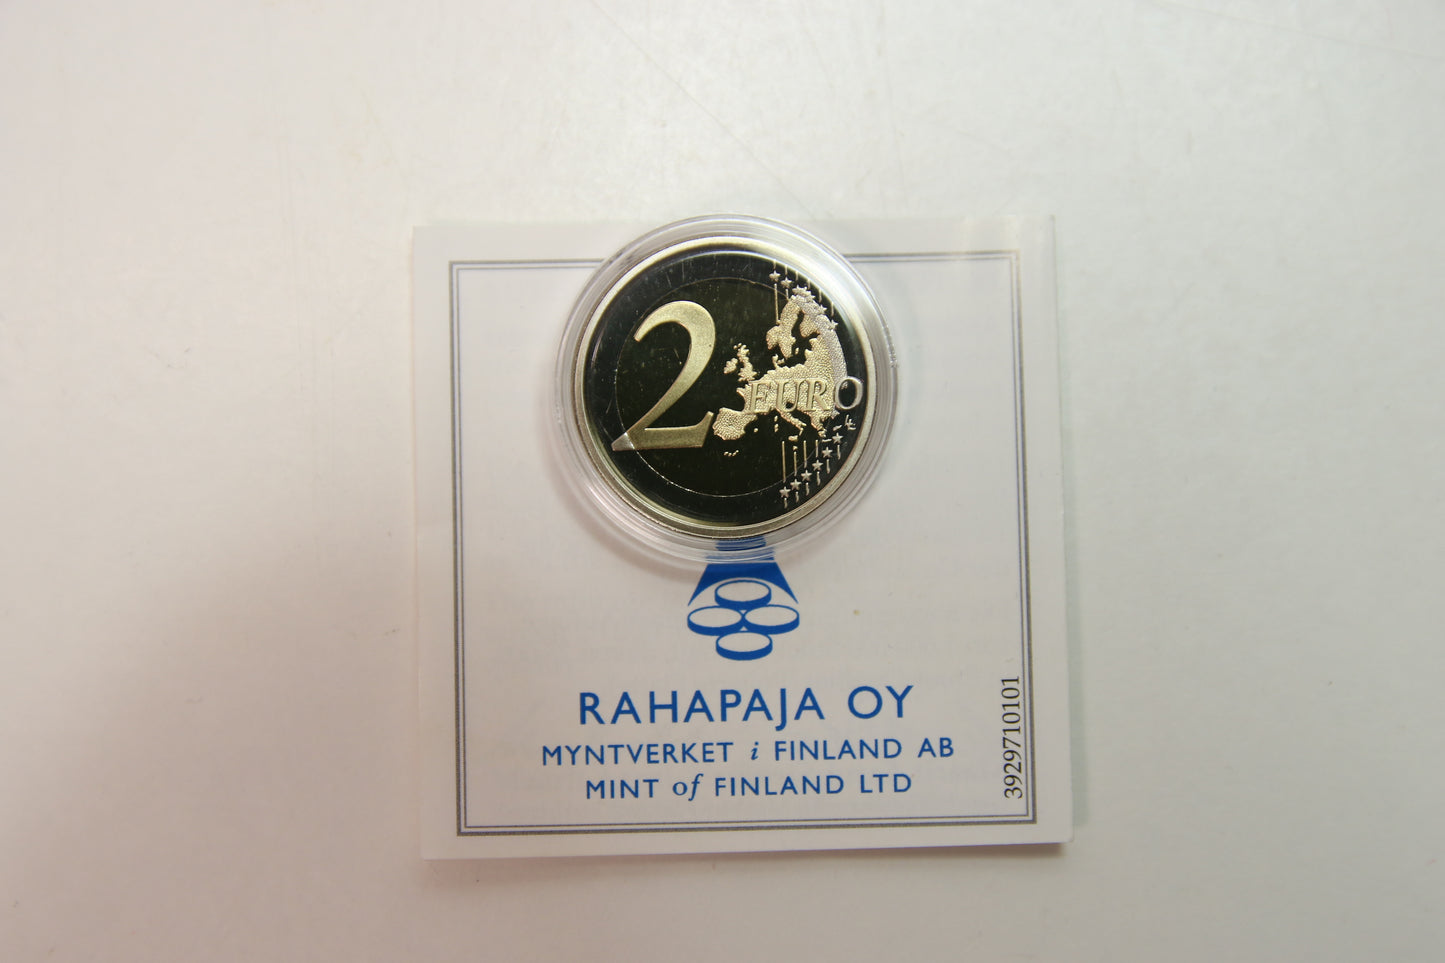 2 EURO
RAHAPAJA OY
MYNTVERKET i FINLAND AB
MINT of FINLAND LTD
3929710101